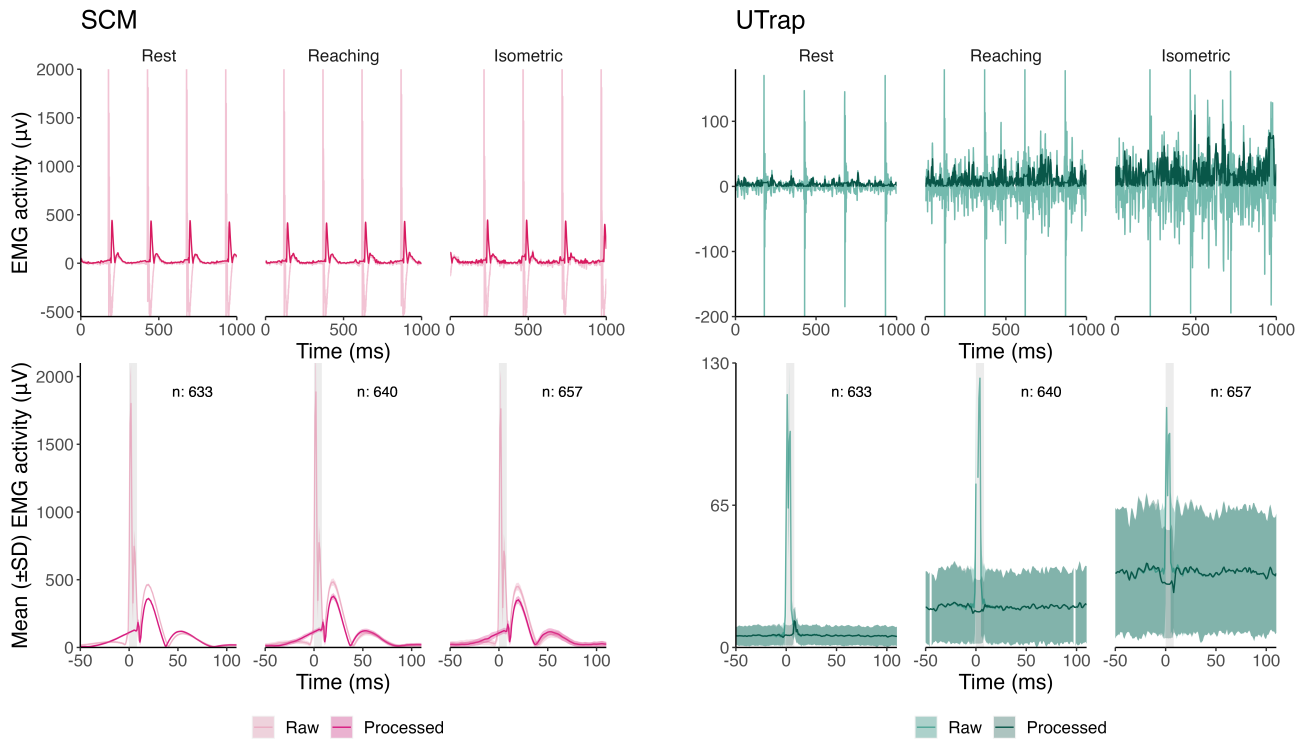 SCM
UTrap
Rest
Reaching
Isometric
Rest
Reaching
Isometric
EMG activity (µv)
2000
1500
1000
500
0
-500
100
0
-100
-200
0 500 1000
0 500 1000
0 500 1000
0 500 1000
0 500 1000
0 500 1000
Time (ms)
Time (ms)
Mean (±SD) EMG activity (µV)
2000
1500
1000
500
0
130
65
0
n: 633
n: 640
n: 657
n: 633
n: 640
n: 657
-50 0 50 100
-50 0 50 100
-50 0 50 100
-50 0 50 100
-50 0 50 100
-50 0 50 100
Time (ms)
Time (ms)
Raw Processed
Raw Processed